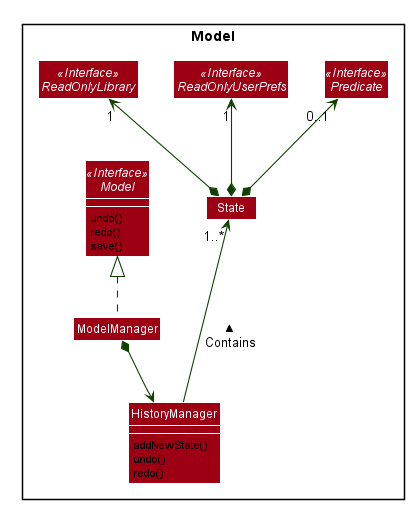 Model
«Interface»
ReadOnlyLibrary
«Interface»
ReadOnlyUserPrefs
«Interface»
Predicate
1
1
0..1
«Interface»
Model
undo()
redo()
save()
State
1..*
ModelManager
▲
Contains
HistoryManager
addNewState()
undo()
redo()